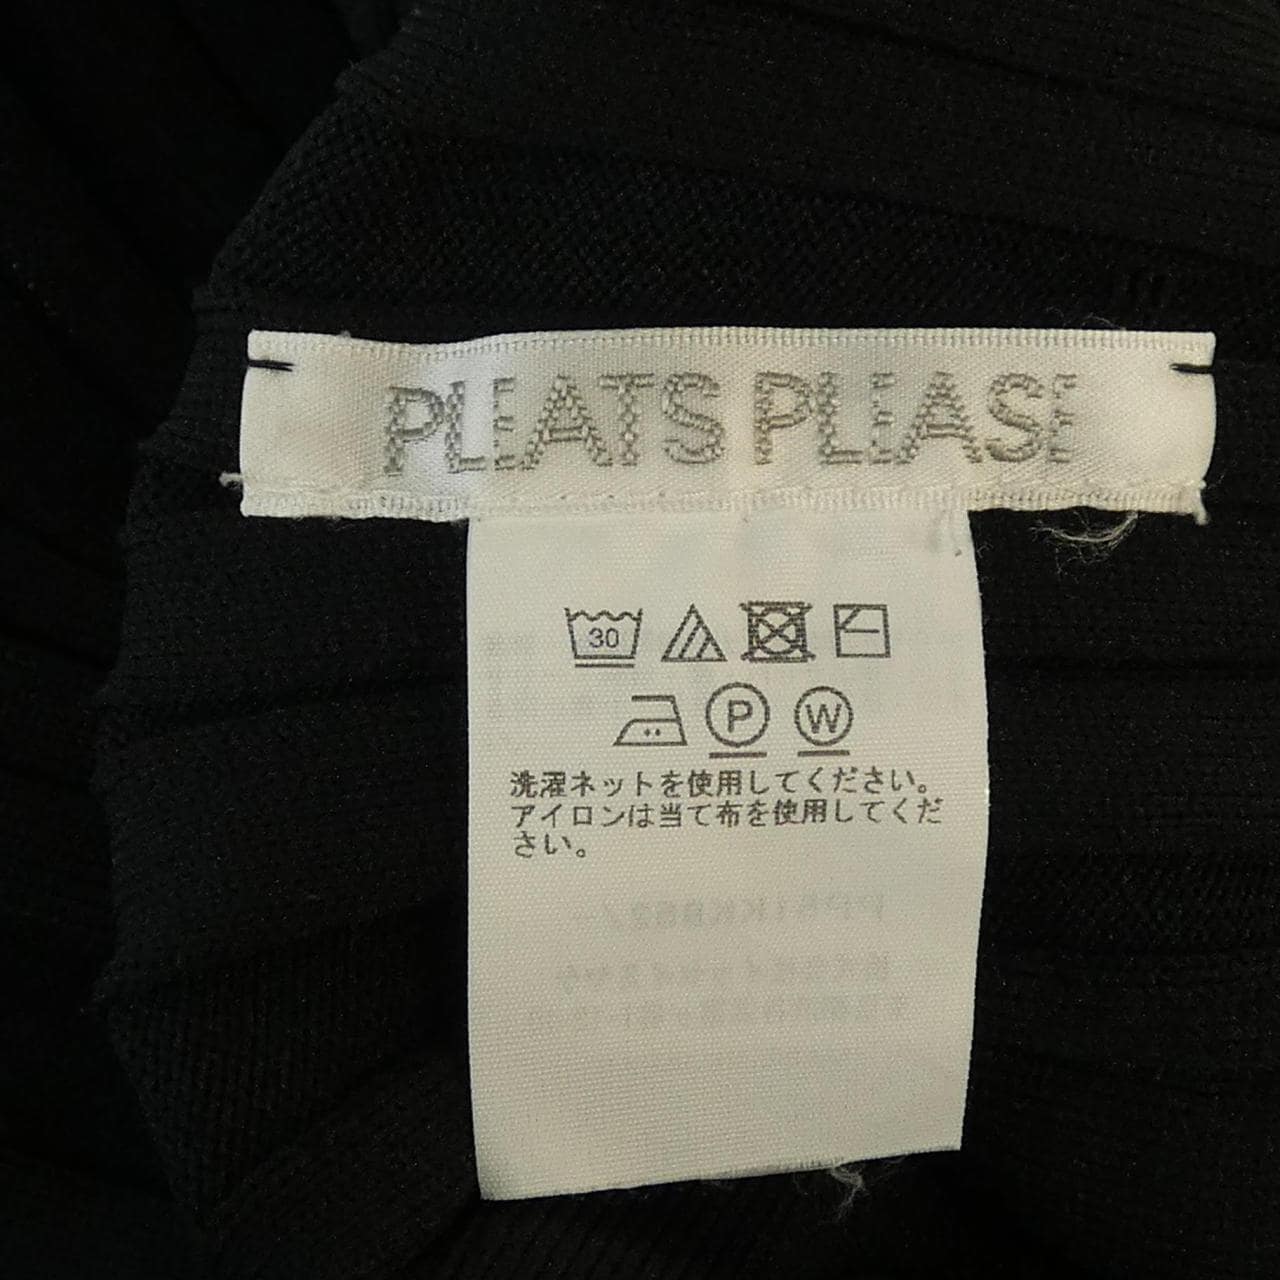 PLEATS PLEASE
30
P W
洗濯ネットを使用してください。
アイロンは当て布を使用してくだ
さい。